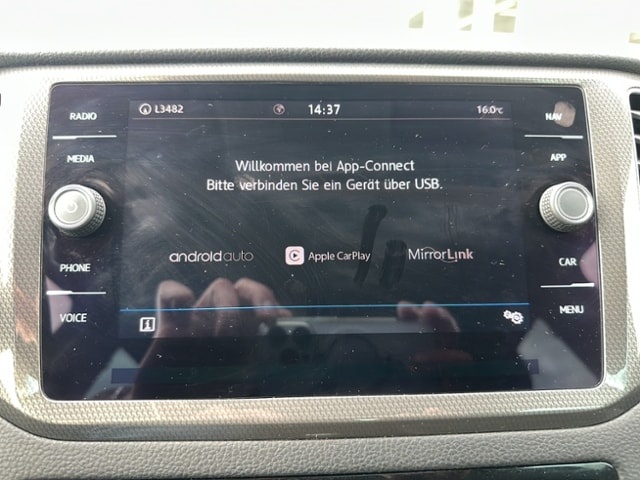 RADIO
MEDIA
PHONE
VOICE
L3482
14:37
16.0°C
Willkommen bei App-Connect
Bitte verbinden Sie ein Gerät über USB.
androidauto
Apple CarPlay
MirrorLink
i
NAV
APP
CAR
MENU